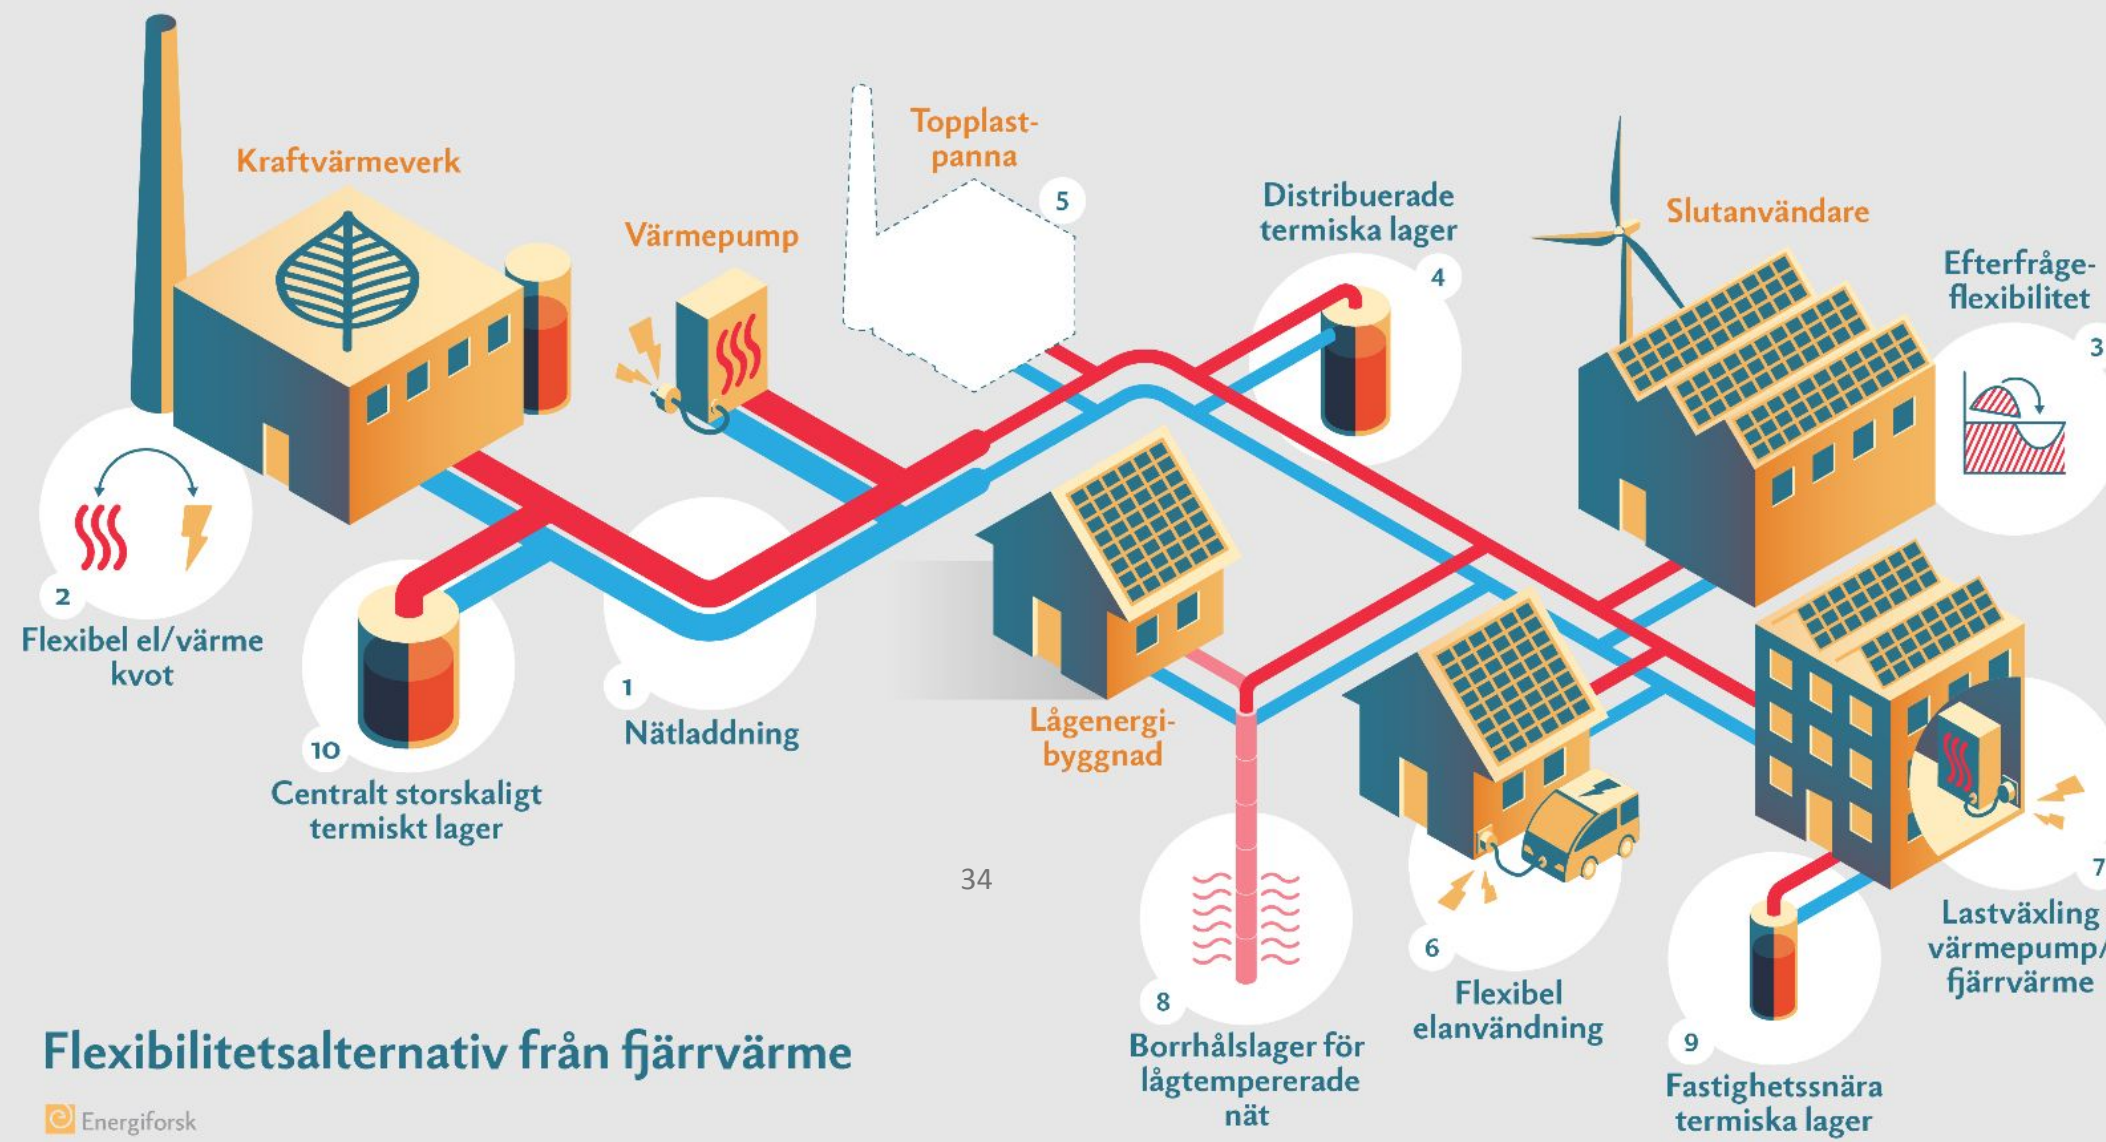 Kraftvärmeverk
Värmepump
Topplast-
panna
5
Distribuerade
termiska lager
4
Slutanvändare
Efterfråge-
flexibilitet
3
2
Flexibel el/värme
kvot
10
Centralt storskaligt
termiskt lager
1
Nätladdning
Lågenergi-
byggnad
34
8
Borrhålslager för
lågtempererade
nät
6
Flexibel
elanvändning
9
Fastighetssnära
termiska lager
7
Lastväxling
värmepump/
fjärrvärme
Flexibilitetsalternativ från fjärrvärme
Energiforsk